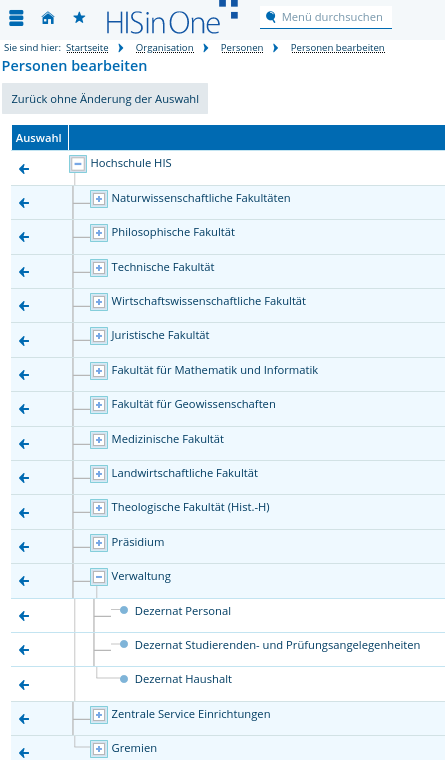 HISinOne
Menü durchsuchen
Sie sind hier: Startseite Organisation Personen Personen bearbeiten
Personen bearbeiten
Zurück ohne Änderung der Auswahl
Auswahl
Hochschule HIS
Naturwissenschaftliche Fakultäten
Philosophische Fakultät
Technische Fakultät
Wirtschaftswissenschaftliche Fakultät
Juristische Fakultät
Fakultät für Mathematik und Informatik
Fakultät für Geowissenschaften
Medizinische Fakultät
Landwirtschaftliche Fakultät
Theologische Fakultät (Hist.-H)
Präsidium
Verwaltung
Dezernat Personal
Dezernat Studierenden- und Prüfungsangelegenheiten
Dezernat Haushalt
Zentrale Service Einrichtungen
Gremien